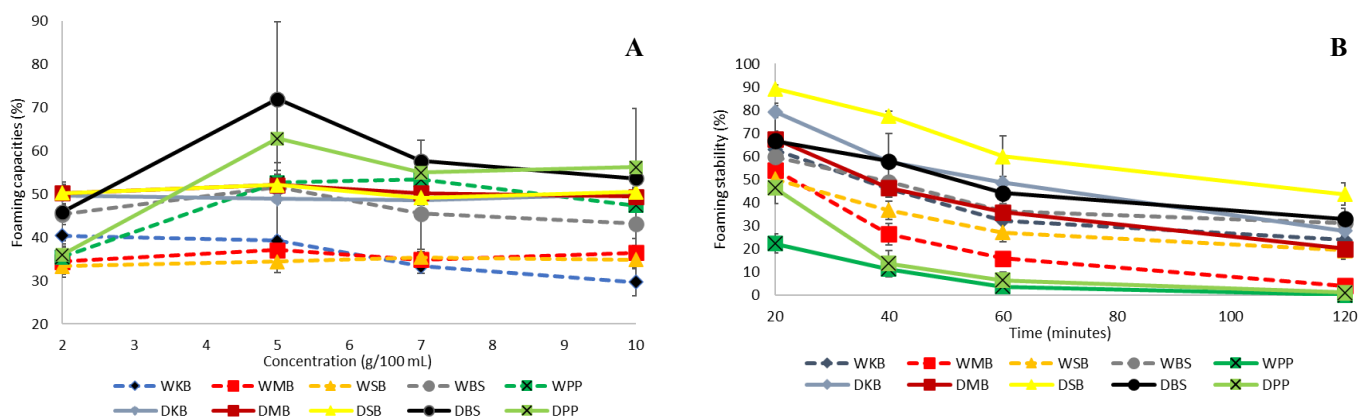 A
Foaming capacities (%)
90
80
70
60
50
40
30
20
2 3 4 5 6 7 8 9 10
Concentration (g/100 mL)
WKB WMB WSB WBS WPP
DKB DMB DSB DBS DPP
B
Foaming stability (%)
100
90
80
70
60
50
40
30
20
10
0
20 40 60 80 100 120
Time (minutes)
WKB WMB WSB WBS WPP
DKB DMB DSB DBS DPP